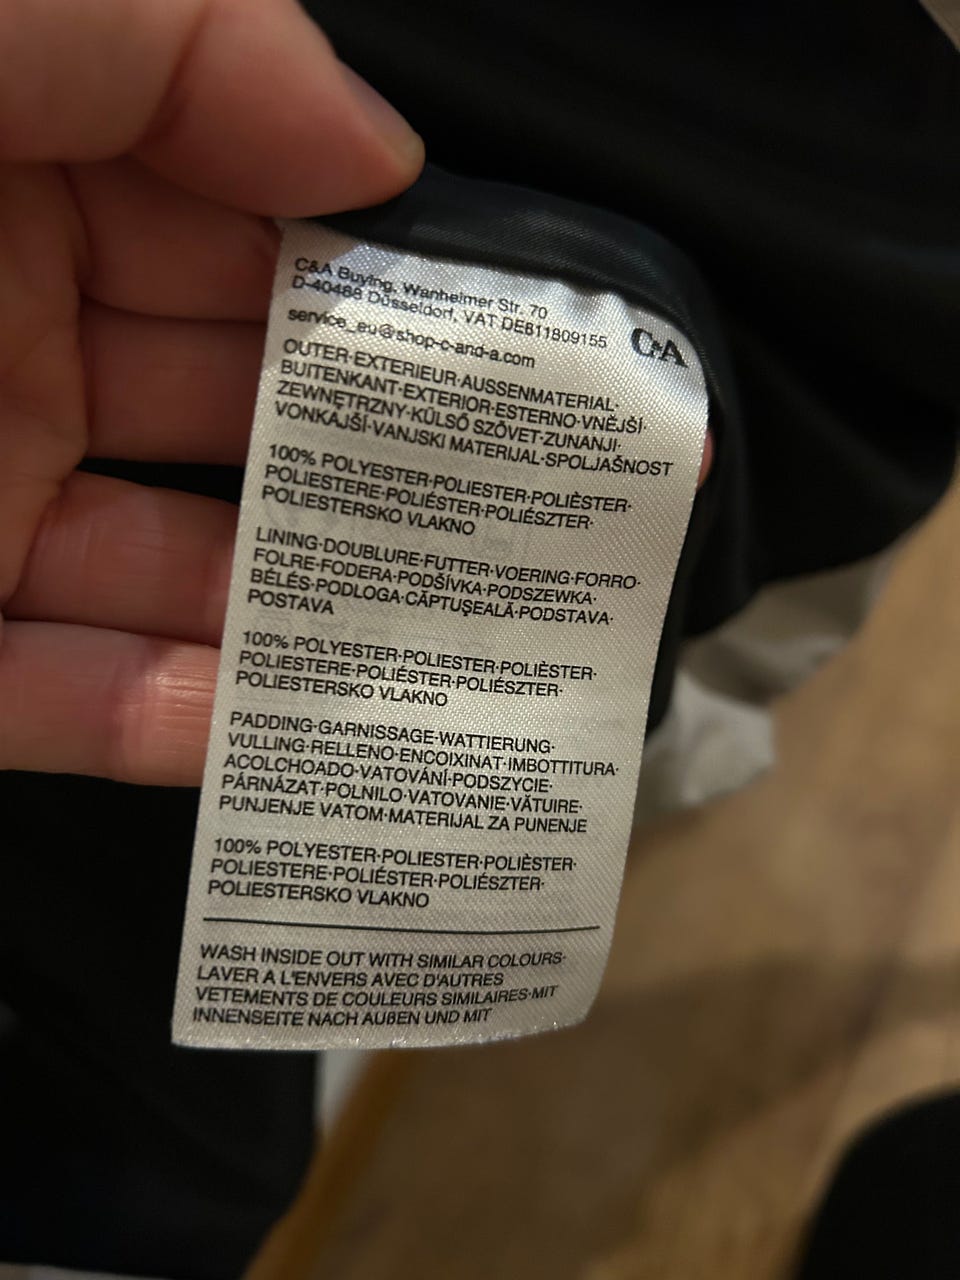 C&A Buying, Wanheimer Str. 70
D-40468 Düsseldorf, VAT DE811809155
C&A
service_eu@shop-c-and-a.com
OUTER·EXTERIEUR·AUSSENMATERIAL·
BUITENKANT·EXTERIOR·ESTERNO·VNĚJŠÍ·
ZEWNĘTRZNY·KÜLSŐ SZÖVET·ZUNANJI·
VONKAJŠÍ·VANJSKI MATERIJAL·SPOLJAŠNOST
100% POLYESTER·POLIESTER·POLIÈSTER·
POLIESTERE·POLIÉSTER·POLIÉSZTER·
POLIESTERSKO VLAKNO
LINING·DOUBLURE·FUTTER·VOERING·FORRO·
FOLRE·FODERA·PODŠÍVKA·PODSZEWKA·
BÉLÉS·PODLOGA·CĂPTUŞEALĂ·PODSTAVA·
POSTAVA
100% POLYESTER·POLIESTER·POLIÈSTER·
POLIESTERE·POLIÉSTER·POLIÉSZTER·
POLIESTERSKO VLAKNO
PADDING·GARNISSAGE·WATTIERUNG·
VULLING·RELLENO·ENCOIXINAT·IMBOTTITURA·
ACOLCHOADO·VATOVÁNÍ·PODSZYCIE·
PÁRNÁZAT·POLNILO·VATOVANIE·VĂTUIRE·
PUNJENJE VATOM·MATERIJAL ZA PUNENJE
100% POLYESTER·POLIESTER·POLIÈSTER·
POLIESTERE·POLIÉSTER·POLIÉSZTER·
POLIESTERSKO VLAKNO
WASH INSIDE OUT WITH SIMILAR COLOURS·
LAVER A L'ENVERS AVEC D'AUTRES
VETEMENTS DE COULEURS SIMILAIRES·MIT
INNENSEITE NACH AUßEN UND MIT